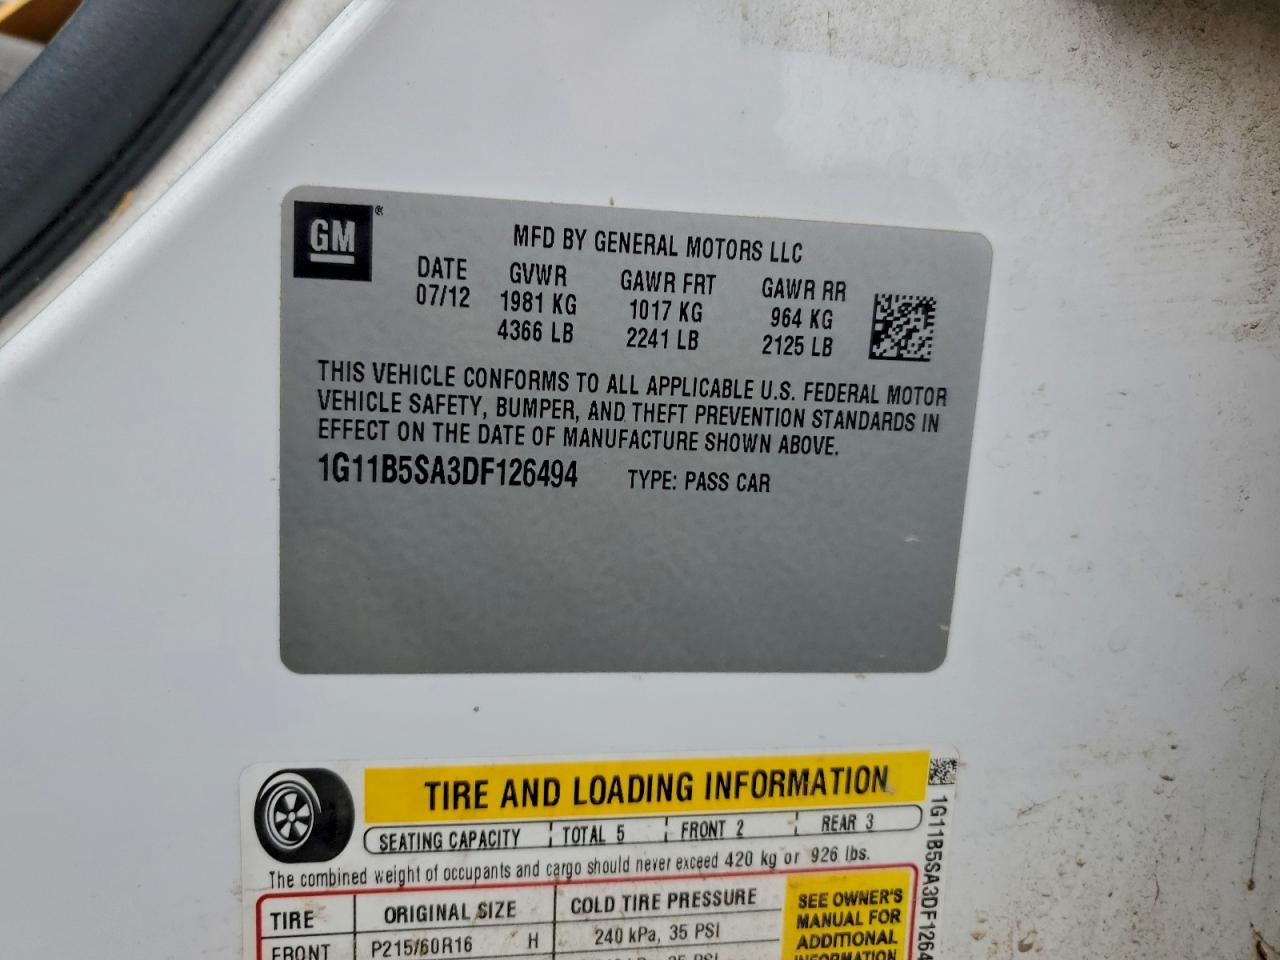 GM®
MFD BY GENERAL MOTORS LLC
DATE GVWR GAWR FRT GAWR RR
07/12 1981 KG 1017 KG 964 KG
4366 LB 2241 LB 2125 LB
THIS VEHICLE CONFORMS TO ALL APPLICABLE U.S. FEDERAL MOTOR
VEHICLE SAFETY, BUMPER, AND THEFT PREVENTION STANDARDS IN
EFFECT ON THE DATE OF MANUFACTURE SHOWN ABOVE.
1G11B5SA3DF126494 TYPE: PASS CAR
TIRE AND LOADING INFORMATION
SEATING CAPACITY TOTAL 5 FRONT 2 REAR 3
The combined weight of occupants and cargo should never exceed 420 kg or 926 lbs.
TIRE ORIGINAL SIZE COLD TIRE PRESSURE
FRONT P215/60R16 H 240 kPa, 35 PSI
SEE OWNER'S
MANUAL FOR
ADDITIONAL
INFORMATION
1G11B5SA3DF1264